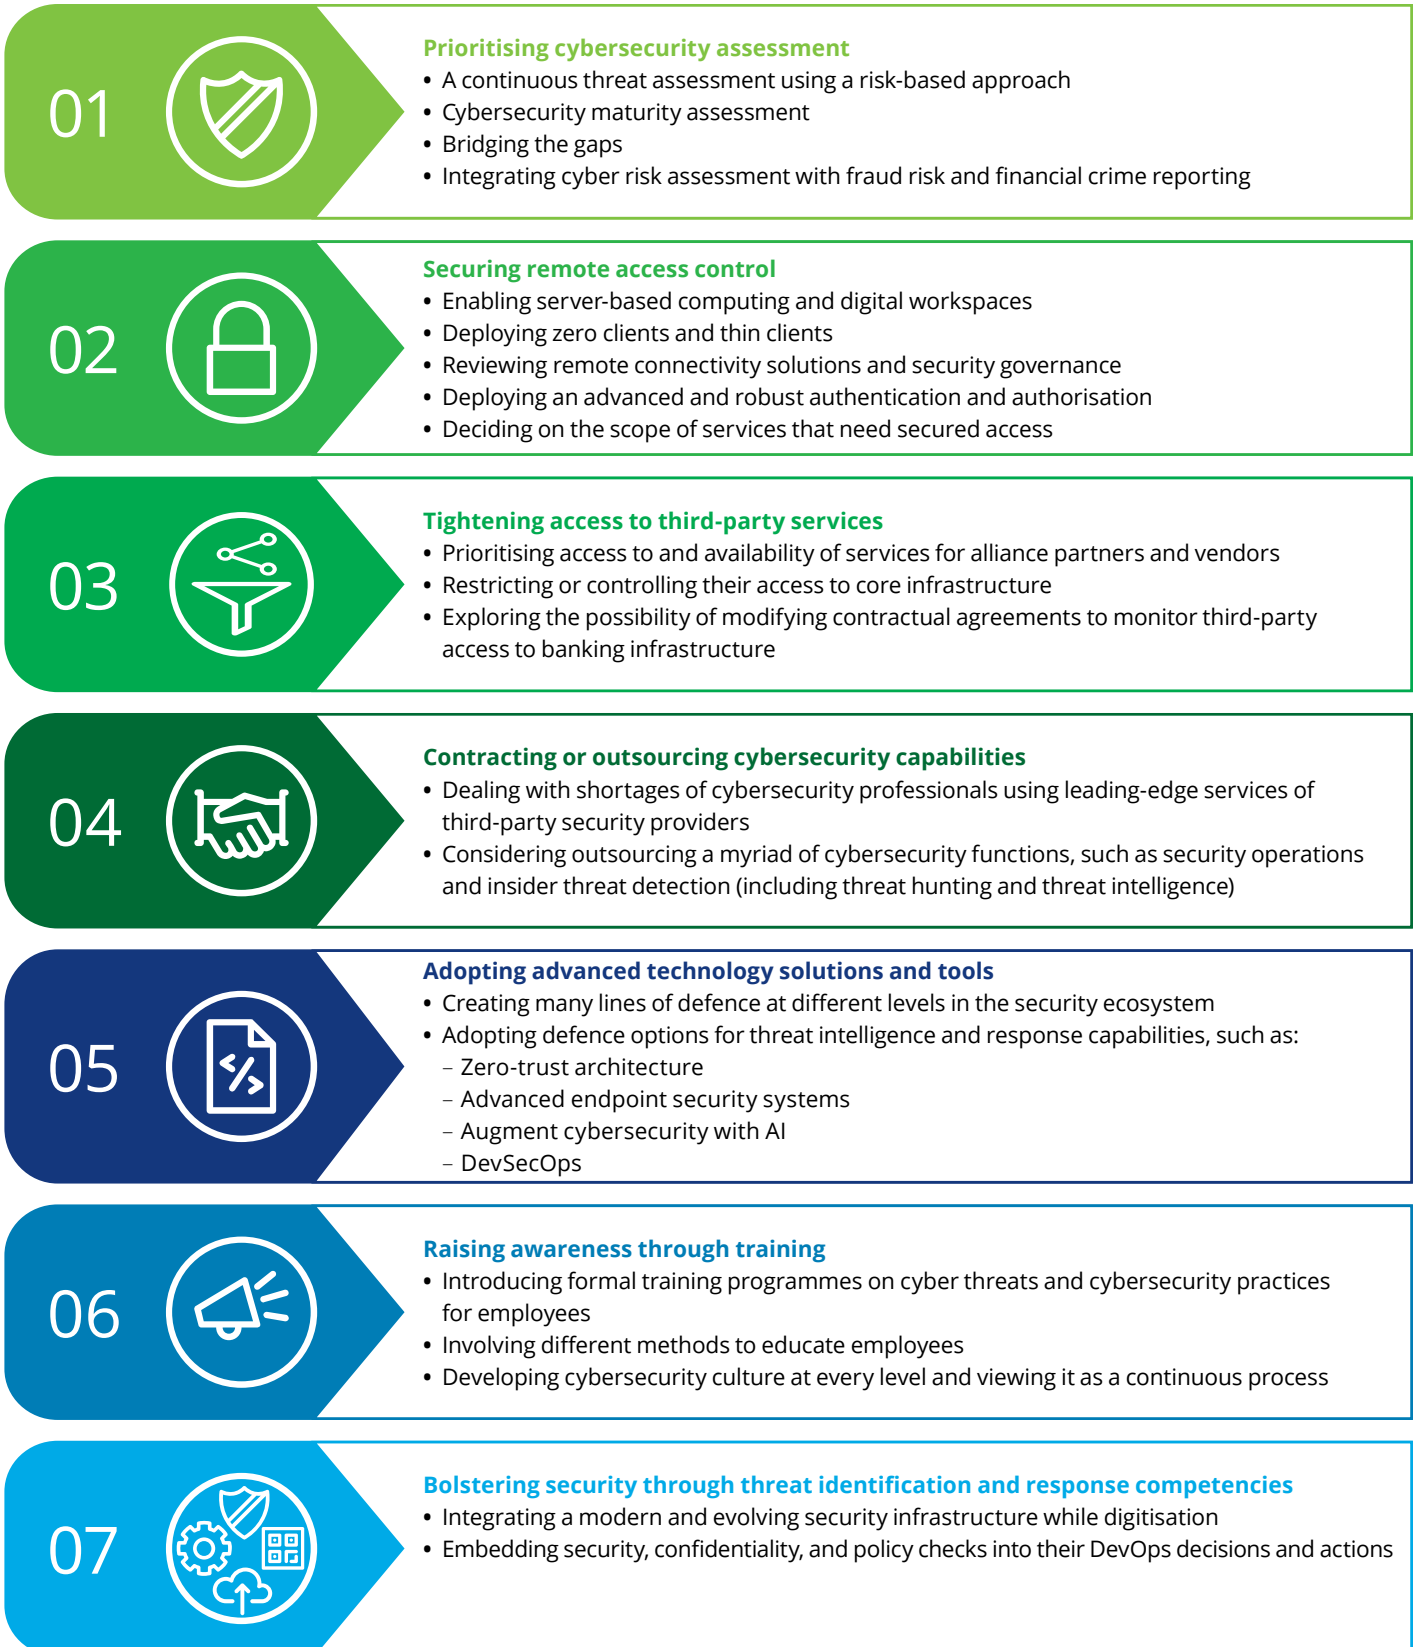 01
Prioritising cybersecurity assessment
• A continuous threat assessment using a risk-based approach
• Cybersecurity maturity assessment
• Bridging the gaps
• Integrating cyber risk assessment with fraud risk and financial crime reporting
02
Securing remote access control
• Enabling server-based computing and digital workspaces
• Deploying zero clients and thin clients
• Reviewing remote connectivity solutions and security governance
• Deploying an advanced and robust authentication and authorisation
• Deciding on the scope of services that need secured access
03
Tightening access to third-party services
• Prioritising access to and availability of services for alliance partners and vendors
• Restricting or controlling their access to core infrastructure
• Exploring the possibility of modifying contractual agreements to monitor third-party
access to banking infrastructure
04
Contracting or outsourcing cybersecurity capabilities
• Dealing with shortages of cybersecurity professionals using leading-edge services of
third-party security providers
• Considering outsourcing a myriad of cybersecurity functions, such as security operations
and insider threat detection (including threat hunting and threat intelligence)
05
Adopting advanced technology solutions and tools
• Creating many lines of defence at different levels in the security ecosystem
• Adopting defence options for threat intelligence and response capabilities, such as:
– Zero-trust architecture
– Advanced endpoint security systems
– Augment cybersecurity with AI
– DevSecOps
06
Raising awareness through training
• Introducing formal training programmes on cyber threats and cybersecurity practices
for employees
• Involving different methods to educate employees
• Developing cybersecurity culture at every level and viewing it as a continuous process
07
Bolstering security through threat identification and response competencies
• Integrating a modern and evolving security infrastructure while digitisation
• Embedding security, confidentiality, and policy checks into their DevOps decisions and actions